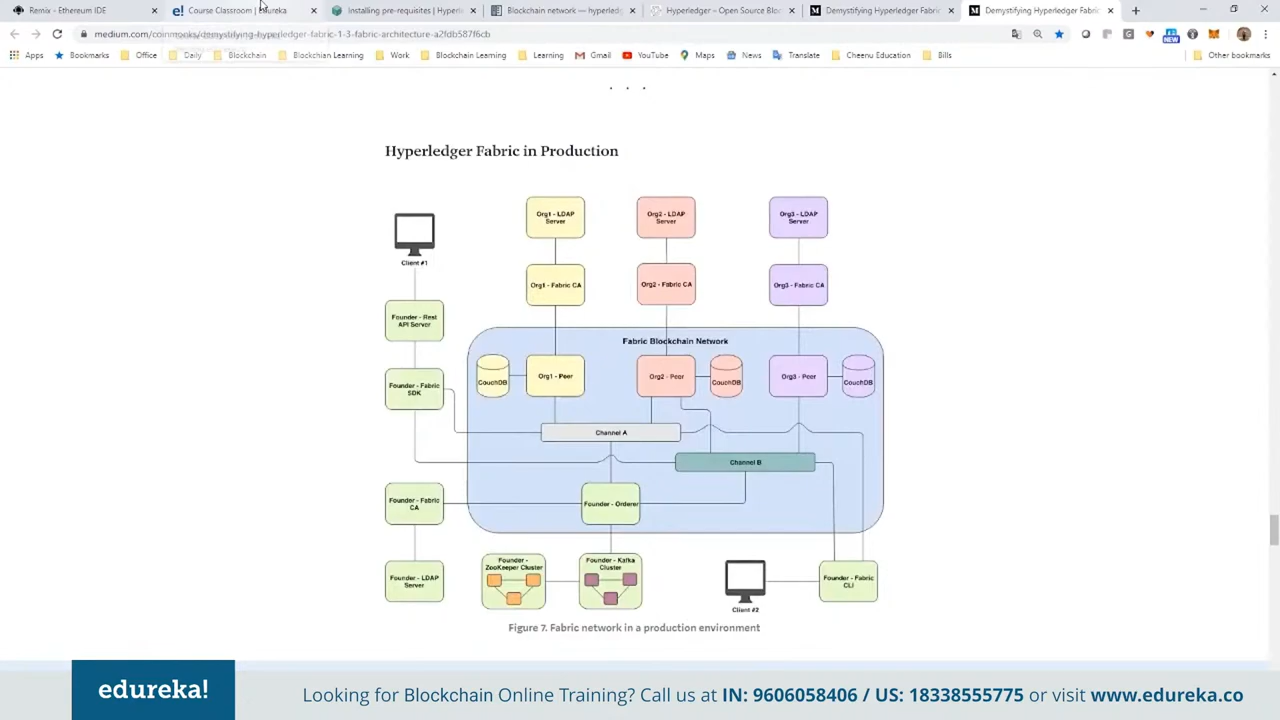 Remix - Ethereum IDE
Course Classroom | Edureka
Installing pre-requisites | Hyperle
Blockchain network — hyperledg
Hyperledger – Open Source Bloc
Demystifying Hyperledger Fabric
Demystifying Hyperledger Fabric
medium.com/coinmonks/demystifying-hyperledger-fabric-1-3-fabric-architecture-a2fdb587f6cb
Apps
Bookmarks
Office
Daily
Blockchain
Blockchian Learning
Work
Blockchain Learning
Learning
Gmail
YouTube
Maps
News
Translate
Cheenu Education
Bills
Other bookmarks
NEW
Hyperledger Fabric in Production
Org1 - LDAP
Server
Org2 - LDAP
Server
Org3 - LDAP
Server
Client #1
Org1 - Fabric CA
Org2 - Fabric CA
Org3 - Fabric CA
Founder - Rest
API Server
Fabric Blockchain Network
CouchDB
Org1 - Peer
Org2 - Peer
CouchDB
Org3 - Peer
CouchDB
Founder - Fabric
SDK
Channel A
Channel B
Founder - Fabric
CA
Founder - Orderer
Founder - LDAP
Server
Founder -
ZooKeeper Cluster
Founder - Kafka
Cluster
Client #2
Founder - Fabric
CLI
Figure 7. Fabric network in a production environment
edureka!
Looking for Blockchain Online Training? Call us at IN: 9606058406 / US: 18338555775 or visit www.edureka.co